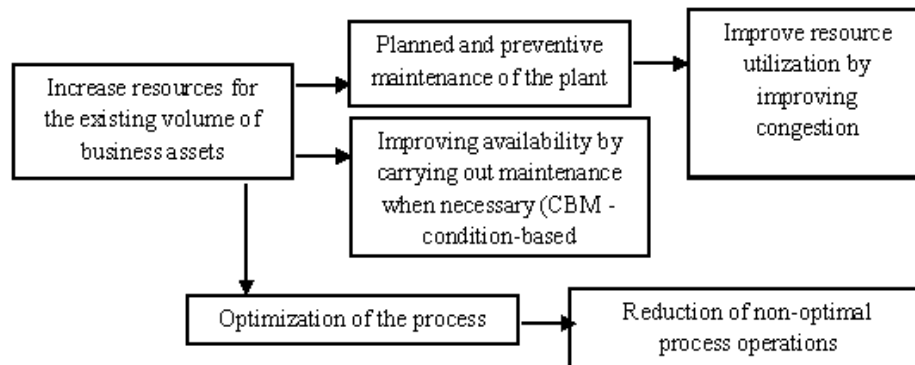 Increase resources for
the existing volume of
business assets
Planned and preventive
maintenance of the plant
Improve resource
utilization by
improving
congestion
Improving availability by
carrying out maintenance
when necessary (CBM -
condition-based
Optimization of the process
Reduction of non-optimal
process operations